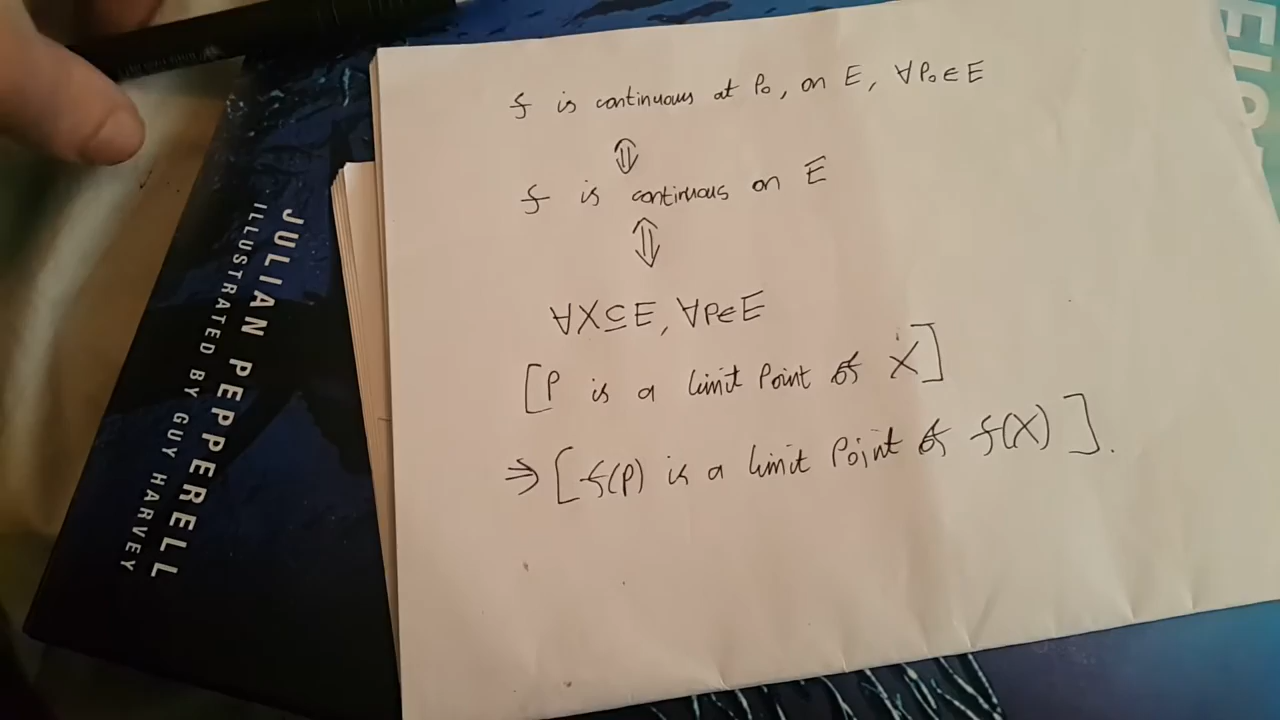 f is continuous at P₀, on E, ∀P₀∈E
⇕
f is continuous on E
⇕
∀X⊆E, ∀P∈E
[P is a limit Point of X]
⇒[f(P) is a limit Point of f(X)].
JULIAN PEPPERELL
ILLUSTRATED BY GUY HARVEY